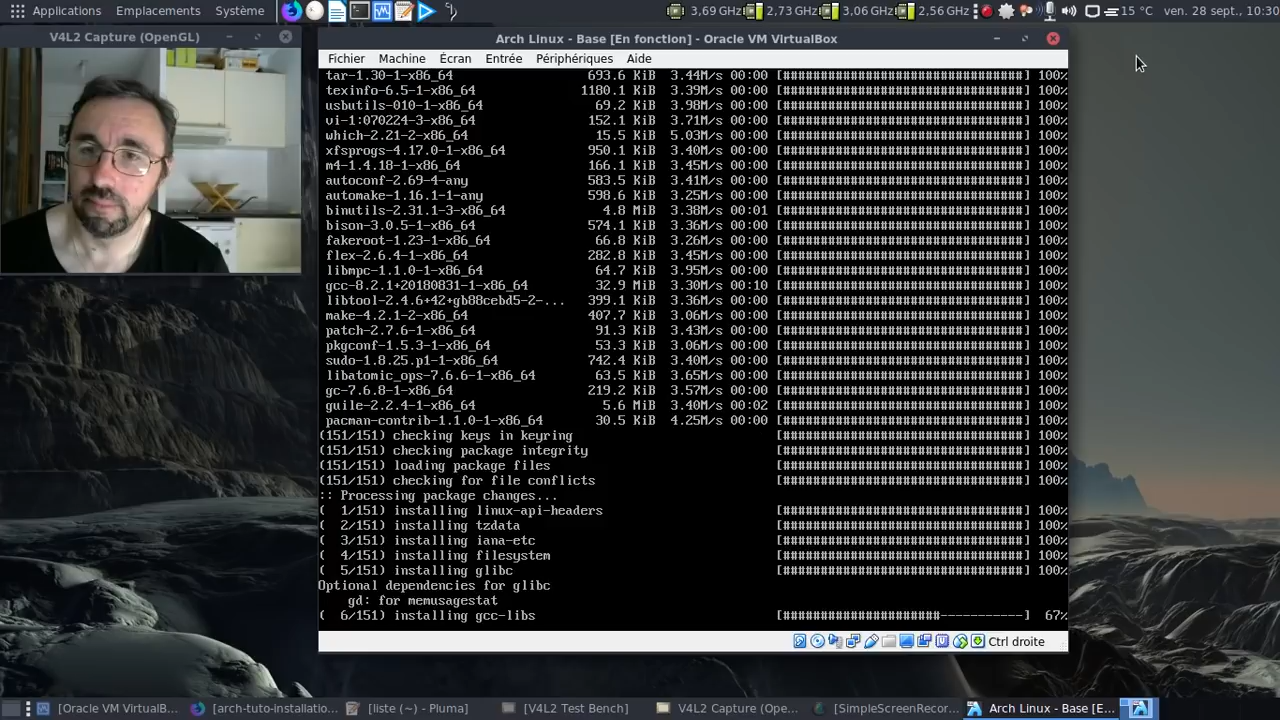 Applications Emplacements Système 3,69 GHz 2,73 GHz 3,06 GHz 2,56 GHz 15 °C ven. 28 sept., 10:30
V4L2 Capture (OpenGL)
Arch Linux - Base [En fonction] - Oracle VM VirtualBox
Fichier Machine Écran Entrée Périphériques Aide
tar-1.30-1-x86_64 693.6 KiB 3.44M/s 00:00 [################################] 100%
texinfo-6.5-1-x86_64 1180.1 KiB 3.39M/s 00:00 [################################] 100%
usbutils-010-1-x86_64 69.2 KiB 3.98M/s 00:00 [################################] 100%
vi-1:070224-3-x86_64 152.1 KiB 3.71M/s 00:00 [################################] 100%
which-2.21-2-x86_64 15.5 KiB 5.03M/s 00:00 [################################] 100%
xfsprogs-4.17.0-1-x86_64 950.1 KiB 3.40M/s 00:00 [################################] 100%
m4-1.4.18-1-x86_64 166.1 KiB 3.45M/s 00:00 [################################] 100%
autoconf-2.69-4-any 583.5 KiB 3.41M/s 00:00 [################################] 100%
automake-1.16.1-1-any 598.6 KiB 3.25M/s 00:00 [################################] 100%
binutils-2.31.1-3-x86_64 4.8 MiB 3.38M/s 00:01 [################################] 100%
bison-3.0.5-1-x86_64 574.1 KiB 3.36M/s 00:00 [################################] 100%
fakeroot-1.23-1-x86_64 66.8 KiB 3.26M/s 00:00 [################################] 100%
flex-2.6.4-1-x86_64 282.8 KiB 3.45M/s 00:00 [################################] 100%
libmpc-1.1.0-1-x86_64 64.7 KiB 3.95M/s 00:00 [################################] 100%
gcc-8.2.1+20180831-1-x86_64 32.9 MiB 3.30M/s 00:10 [################################] 100%
libtool-2.4.6+42+gb88cebd5-2-... 399.1 KiB 3.36M/s 00:00 [################################] 100%
make-4.2.1-2-x86_64 407.7 KiB 3.06M/s 00:00 [################################] 100%
patch-2.7.6-1-x86_64 91.3 KiB 3.43M/s 00:00 [################################] 100%
pkgconf-1.5.3-1-x86_64 53.3 KiB 3.06M/s 00:00 [################################] 100%
sudo-1.8.25.p1-1-x86_64 742.4 KiB 3.40M/s 00:00 [################################] 100%
libatomic_ops-7.6.6-1-x86_64 63.5 KiB 3.65M/s 00:00 [################################] 100%
gc-7.6.8-1-x86_64 219.2 KiB 3.57M/s 00:00 [################################] 100%
guile-2.2.4-1-x86_64 5.6 MiB 3.40M/s 00:02 [################################] 100%
pacman-contrib-1.1.0-1-x86_64 30.5 KiB 4.25M/s 00:00 [################################] 100%
(151/151) checking keys in keyring [################################] 100%
(151/151) checking package integrity [################################] 100%
(151/151) loading package files [################################] 100%
(151/151) checking for file conflicts [################################] 100%
:: Processing package changes...
( 1/151) installing linux-api-headers [################################] 100%
( 2/151) installing tzdata [################################] 100%
( 3/151) installing iana-etc [################################] 100%
( 4/151) installing filesystem [################################] 100%
( 5/151) installing glibc [################################] 100%
Optional dependencies for glibc
gd: for memusagestat
( 6/151) installing gcc-libs [#####################-----------] 67%
Ctrl droite
[Oracle VM VirtualB... [arch-tuto-installatio... [liste (~) - Pluma] [V4L2 Test Bench] V4L2 Capture (Ope... [SimpleScreenRecor... Arch Linux - Base [E...